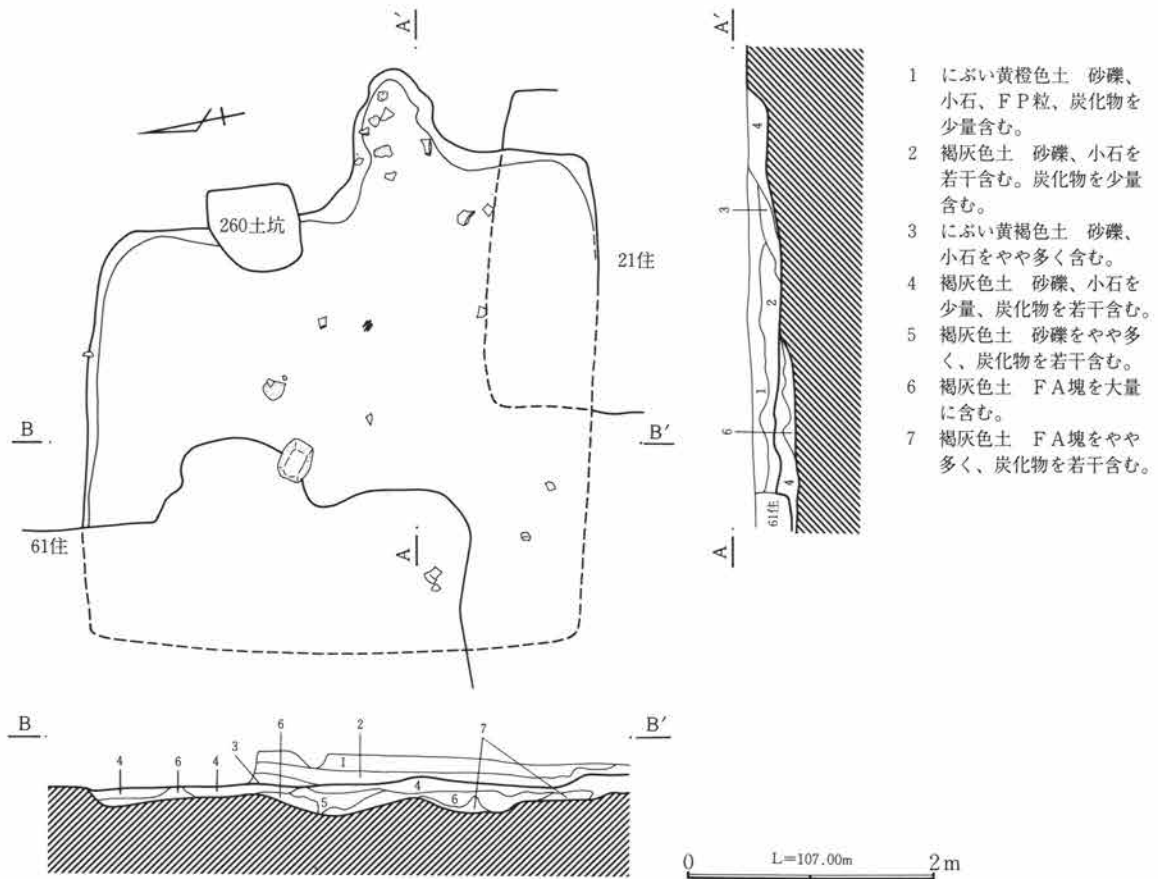 A′
A′
260土坑
21住
B
B′
61住
A
3
4
2
1
6
4
61住
A
1　にぶい黄橙色土　砂礫、
小石、ＦＰ粒、炭化物を
少量含む。
2　褐灰色土　砂礫、小石を
若干含む。炭化物を少量
含む。
3　にぶい黄褐色土　砂礫、
小石をやや多く含む。
4　褐灰色土　砂礫、小石を
少量、炭化物を若干含む。
5　褐灰色土　砂礫をやや多
く、炭化物を若干含む。
6　褐灰色土　ＦＡ塊を大量
に含む。
7　褐灰色土　ＦＡ塊をやや
多く、炭化物を若干含む。
B
4
6
4
3
6
2
1
7
B′
5
4
6
0
L=107.00m
2m